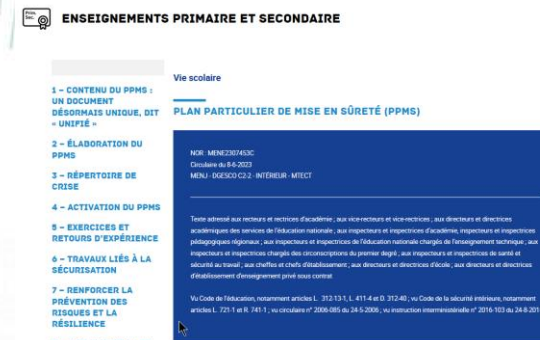 Prim.
Sec.
ENSEIGNEMENTS PRIMAIRE ET SECONDAIRE
1 – CONTENU DU PPMS :
UN DOCUMENT
DÉSORMAIS UNIQUE, DIT
« UNIFIÉ »
2 – ÉLABORATION DU
PPMS
3 – RÉPERTOIRE DE
CRISE
4 – ACTIVATION DU PPMS
5 – EXERCICES ET
RETOURS D'EXPÉRIENCE
6 – TRAVAUX LIÉS À LA
SÉCURISATION
7 – RENFORCER LA
PRÉVENTION DES
RISQUES ET LA
RÉSILIENCE
Vie scolaire
PLAN PARTICULIER DE MISE EN SÛRETÉ (PPMS)
NOR : MENE2307453C
Circulaire du 8-6-2023
MENJ - DGESCO C2-2 - INTÉRIEUR - MTECT
Texte adressé aux recteurs et rectrices d'académie ; aux vice-recteurs et vice-rectrices ; aux directeurs et directrices
académiques des services de l'éducation nationale ; aux inspecteurs et inspectrices d'académie, inspecteurs et inspectrices
pédagogiques régionaux ; aux inspecteurs et inspectrices de l'Éducation nationale chargés de l'enseignement technique ; aux
inspecteurs et inspectrices chargés des circonscriptions du premier degré ; aux inspecteurs et inspectrices de santé et
sécurité au travail ; aux cheffes et chefs d'établissement ; aux directeurs et directrices d'école ; aux directeurs et directrices
d'établissement d'enseignement privé sous contrat
Vu Code de l'éducation, notamment articles L. 312-13-1, L. 411-4 et D. 312-40 ; vu Code de la sécurité intérieure, notamment
articles L. 721-1 et R. 741-1 ; vu circulaire n° 2006-085 du 24-5-2006 ; vu instruction interministérielle n° 2016-103 du 24-8-201